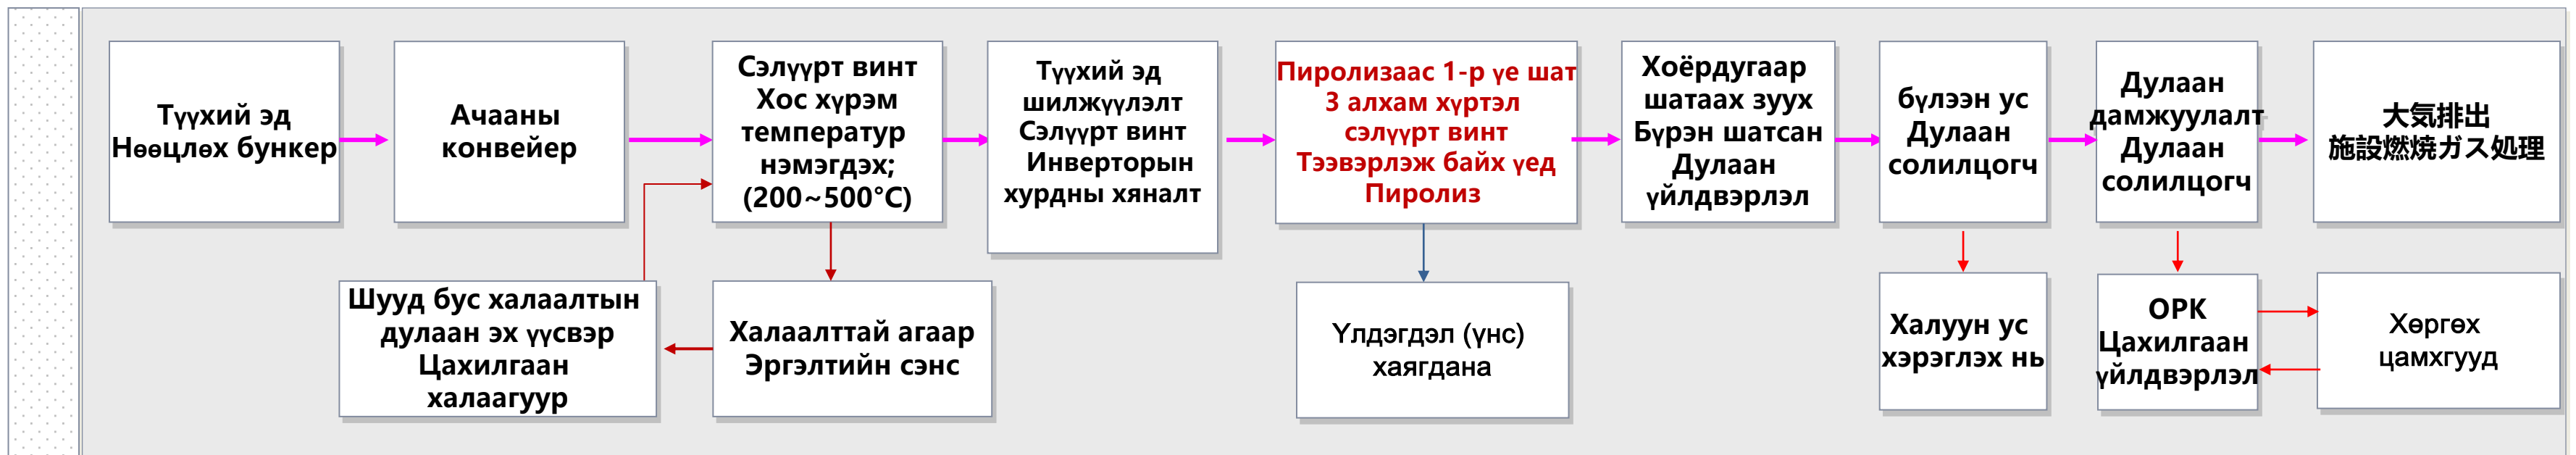 Түүхий эд
Нөөцлөх бункер
Ачааны
конвейер
Сэлүүрт винт
Хос хүрэм
температур
нэмэгдэх;
(200~500°C)
Түүхий эд
шилжүүлэлт
Сэлүүрт винт
Инверторын
хурдны хяналт
Пиролизаас 1-р үе шат
3 алхам хүртэл
сэлүүрт винт
Тээвэрлэж байх үед
Пиролиз
Хоёрдугаар
шатаах зуух
Бүрэн шатсан
Дулаан
үйлдвэрлэл
бүлээн ус
Дулаан
солилцогч
Дулаан
дамжуулалт
Дулаан
солилцогч
大気排出
施設燃焼ガス処理
Шууд бус халаалтын
дулаан эх үүсвэр
Цахилгаан
халаагуур
Халаалттай агаар
Эргэлтийн сэнс
Үлдэгдэл (үнс)
хаягдана
Халуун ус
хэрэглэх нь
ОРК
Цахилгаан
үйлдвэрлэл
Хөргөх
цамхгууд